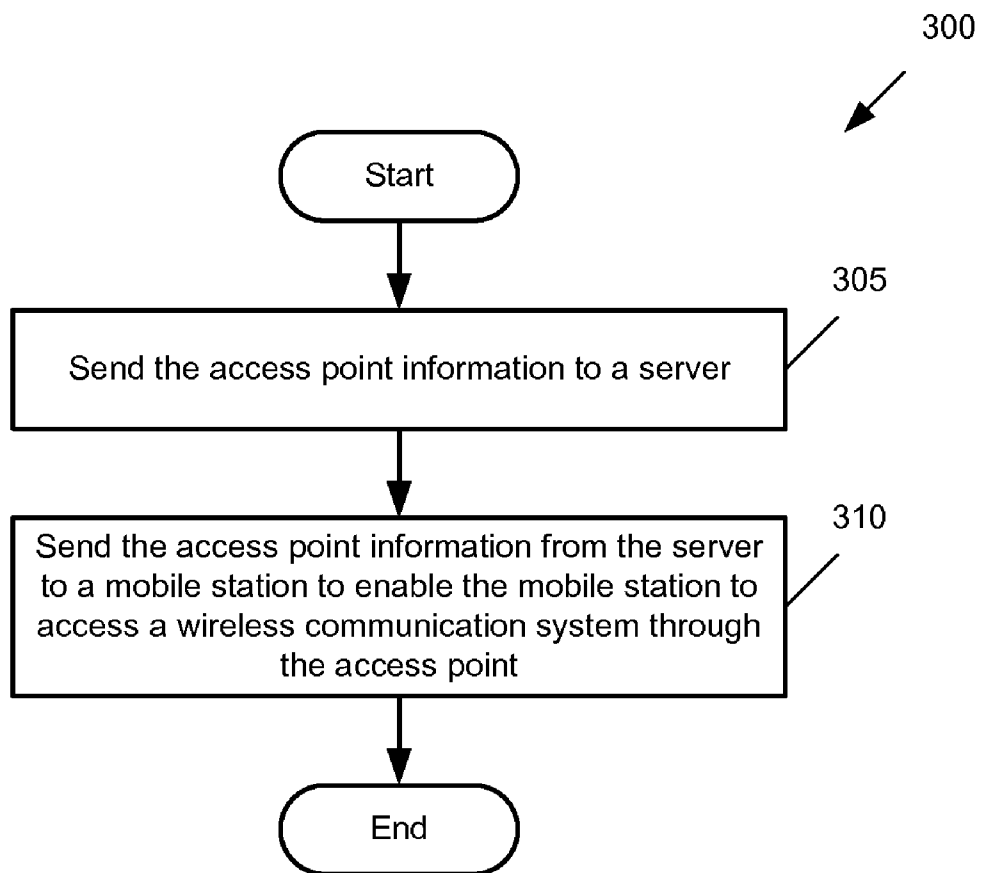 300
Start
305
Send the access point information to a server
310
Send the access point information from the server
to a mobile station to enable the mobile station to
access a wireless communication system through
the access point
End